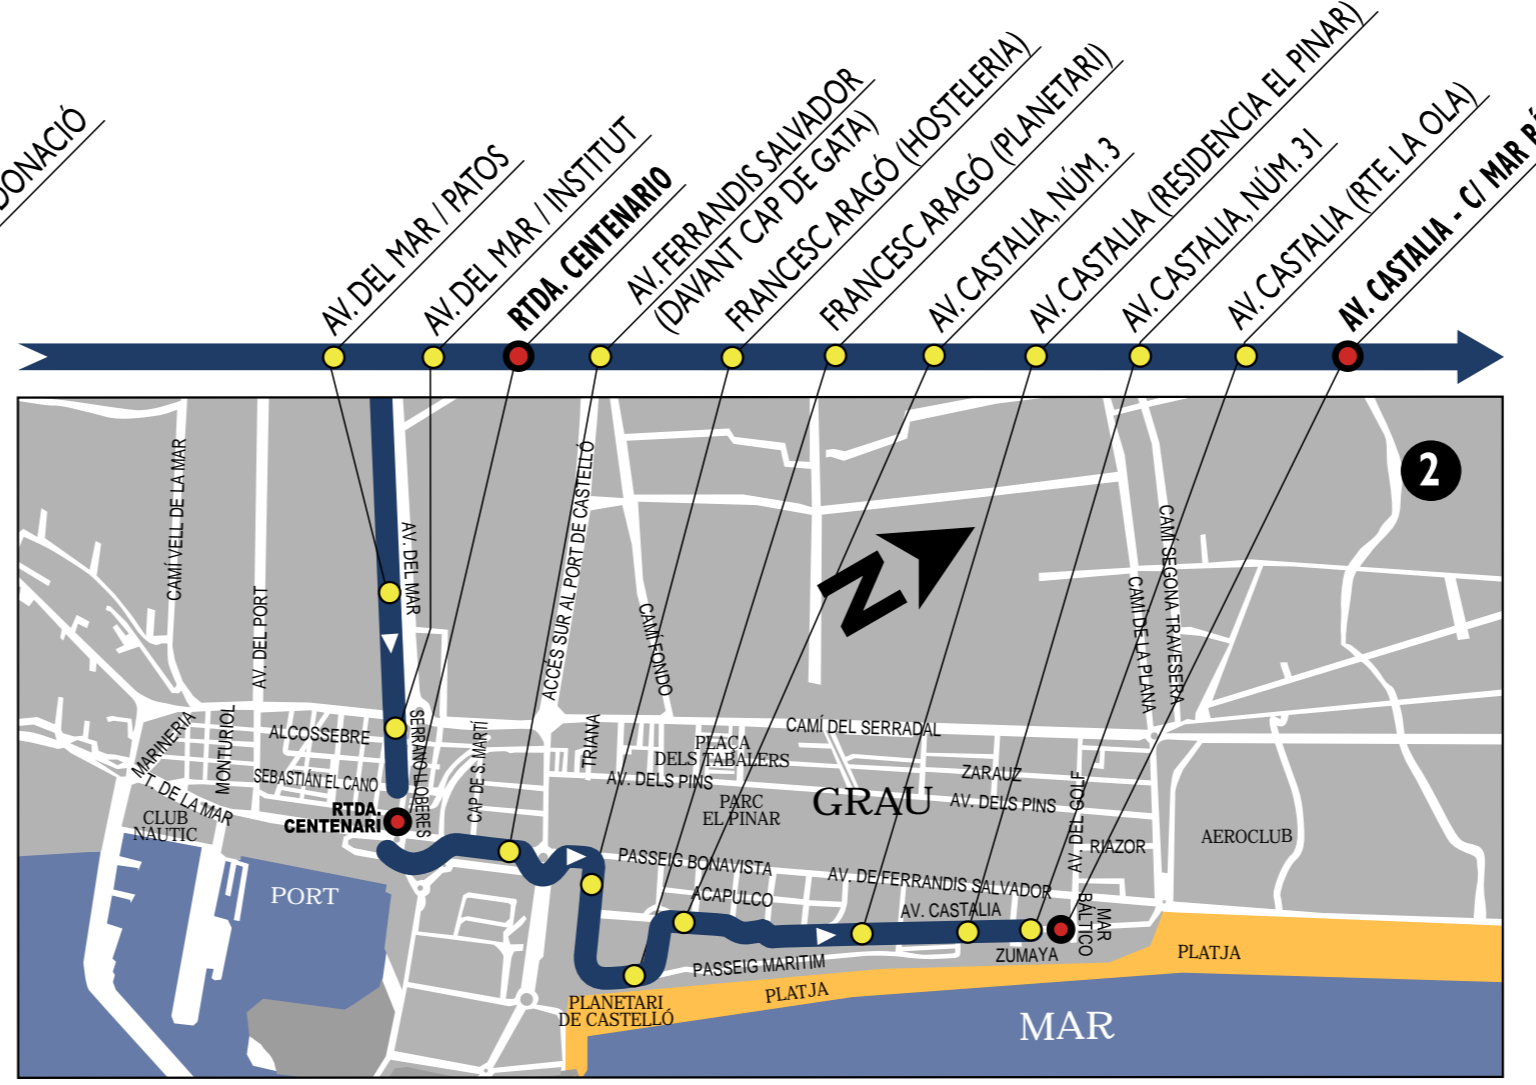 DONACIÓ
AV. DEL MAR / PATOS
AV. DEL MAR / INSTITUT
RTDA. CENTENARIO
AV. FERRANDIS SALVADOR
(DAVANT CAP DE GATA)
FRANCESC ARAGÓ (HOSTELERIA)
FRANCESC ARAGÓ (PLANETARI)
AV. CASTALIA, NÚM. 3
AV. CASTALIA (RESIDENCIA EL PINAR)
AV. CASTALIA, NÚM. 31
AV. CASTALIA (RTE. LA OLA)
AV. CASTALIA - C/ MAR
2
N
CAMÍ VELL DE LA MAR
AV. DEL PORT
AV. DEL MAR
ACCÉS SUR AL PORT DE CASTELLÓ
CAMÍ FONDO
CAMÍ DE LA PLANA
CAMÍ SEGONA TRAVESERA
MARINERIA
MONTURIOL
ALCOSSEBRE
SERRANO LLOBERES
CAP DE S. MARTÍ
TRIANA
PLAÇA
DELS TABALERS
CAMÍ DEL SERRADAL
SEBASTIÁN EL CANO
T. DE LA MAR
AV. DELS PINS
ZARAUZ
AV. DELS PINS
PARC
EL PINAR
GRAU
AV. DEL GOLF
RIAZOR
AEROCLUB
CLUB
NAUTIC
RTDA.
CENTENARI
PASSEIG BONAVISTA
AV. DE FERRANDIS SALVADOR
PORT
ACAPULCO
AV. CASTALIA
MAR
BÁLTICO
ZUMAYA
PASSEIG MARITIM
PLATJA
PLATJA
PLANETARI
DE CASTELLÓ
MAR